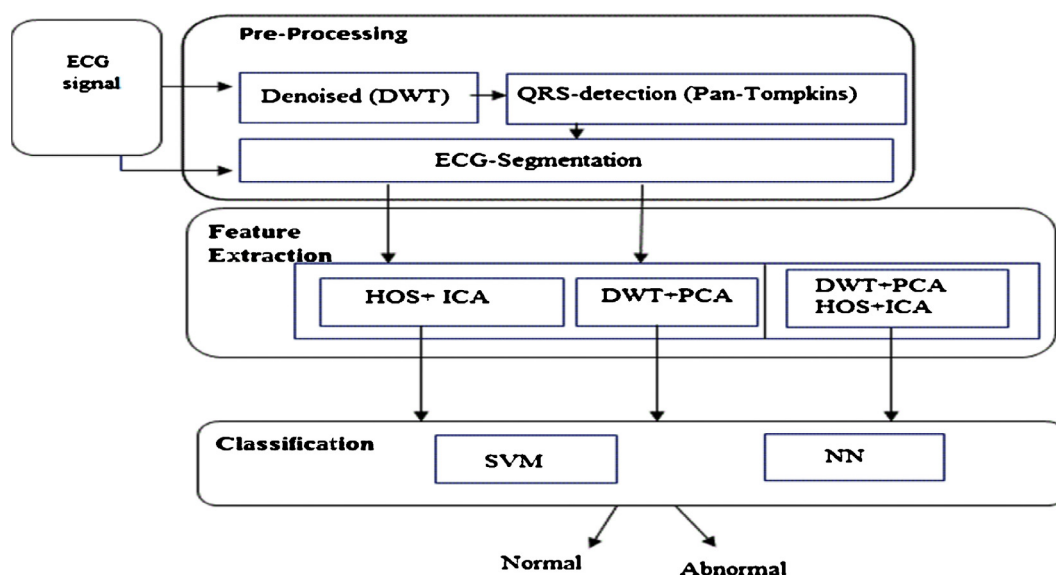 Pre-Processing
ECG
signal
Denoised (DWT)
QRS-detection (Pan-Tompkins)
ECG-Segmentation
Feature
Extraction
HOS+ ICA
DWT+PCA
DWT+PCA
HOS+ICA
Classification
SVM
NN
Normal
Abnormal